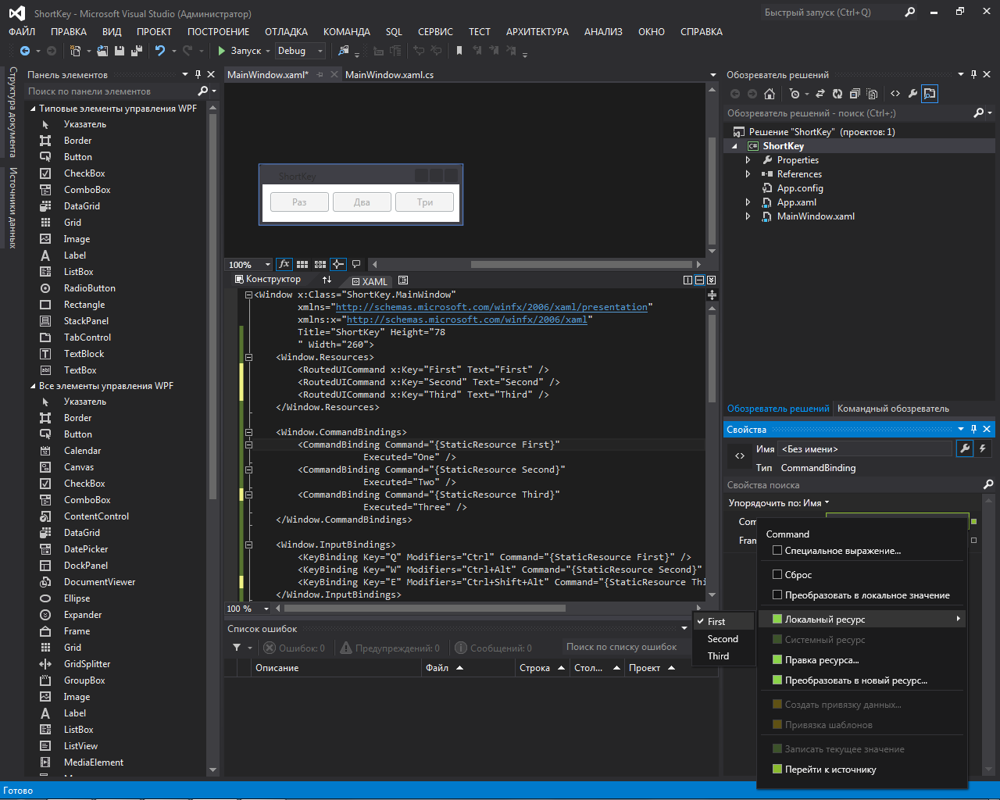 ShortKey - Microsoft Visual Studio (Администратор)
Быстрый запуск (Ctrl+Q)
ФАЙЛ ПРАВКА ВИД ПРОЕКТ ПОСТРОЕНИЕ ОТЛАДКА КОМАНДА SQL СЕРВИС ТЕСТ АРХИТЕКТУРА АНАЛИЗ ОКНО СПРАВКА
Запуск Debug
Структура документа
Источники данных
Панель элементов
Поиск по панели элементов
Типовые элементы управления WPF
Указатель
Border
Button
CheckBox
ComboBox
DataGrid
Grid
Image
Label
ListBox
RadioButton
Rectangle
StackPanel
TabControl
TextBlock
TextBox
Все элементы управления WPF
Указатель
Border
Button
Calendar
Canvas
CheckBox
ComboBox
ContentControl
DataGrid
DatePicker
DockPanel
DocumentViewer
Ellipse
Expander
Frame
Grid
GridSplitter
GroupBox
Image
Label
ListBox
ListView
MediaElement
MainWindow.xaml* MainWindow.xaml.cs
ShortKey
Раз Два Три
100%
Конструктор XAML
<Window x:Class="ShortKey.MainWindow"
xmlns="http://schemas.microsoft.com/winfx/2006/xaml/presentation"
xmlns:x="http://schemas.microsoft.com/winfx/2006/xaml"
Title="ShortKey" Height="78
" Width="260">
<Window.Resources>
<RoutedUICommand x:Key="First" Text="First" />
<RoutedUICommand x:Key="Second" Text="Second" />
<RoutedUICommand x:Key="Third" Text="Third" />
</Window.Resources>
<Window.CommandBindings>
<CommandBinding Command="{StaticResource First}"
Executed="One" />
<CommandBinding Command="{StaticResource Second}"
Executed="Two" />
<CommandBinding Command="{StaticResource Third}"
Executed="Three" />
</Window.CommandBindings>
<Window.InputBindings>
<KeyBinding Key="Q" Modifiers="Ctrl" Command="{StaticResource First}" />
<KeyBinding Key="W" Modifiers="Ctrl+Alt" Command="{StaticResource Second}"
<KeyBinding Key="E" Modifiers="Ctrl+Shift+Alt" Command="{StaticResource Thi
</Window.InputBindings>
100 %
Список ошибок
Ошибок: 0 Предупреждений: 0 Сообщений: 0 Поиск по списку ошибок
Описание Файл Строка Стол... Проект
Обозреватель решений
Обозреватель решений - поиск (Ctrl+;)
Решение "ShortKey" (проектов: 1)
ShortKey
Properties
References
App.config
App.xaml
MainWindow.xaml
Обозреватель решений Командный обозреватель
Свойства
Имя <Без имени>
Тип CommandBinding
Свойства поиска
Упорядочить по: Имя
Com
Fran
Command
Специальное выражение...
Сброс
Преобразовать в локальное значение
Локальный ресурс
Системный ресурс
Правка ресурса...
Преобразовать в новый ресурс...
Создать привязку данных...
Привязка шаблонов
Записать текущее значение
Перейти к источнику
First
Second
Third
Готово